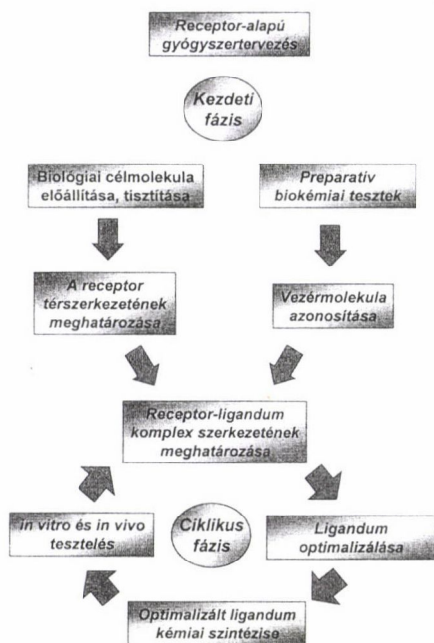 Receptor-alapú
gyógyszertervezés
Kezdeti
fázis
Biológiai célmolekula
előállítása, tisztítása
Preparatív
biokémiai tesztek
A receptor
térszerkezetének
meghatározása
Vezérmolekula
azonosítása
Receptor-ligandum
komplex szerkezetének
meghatározása
in vitro és in vivo
tesztelés
Ciklikus
fázis
Ligandum
optimalizálása
Optimalizált ligandum
kémiai szintézise